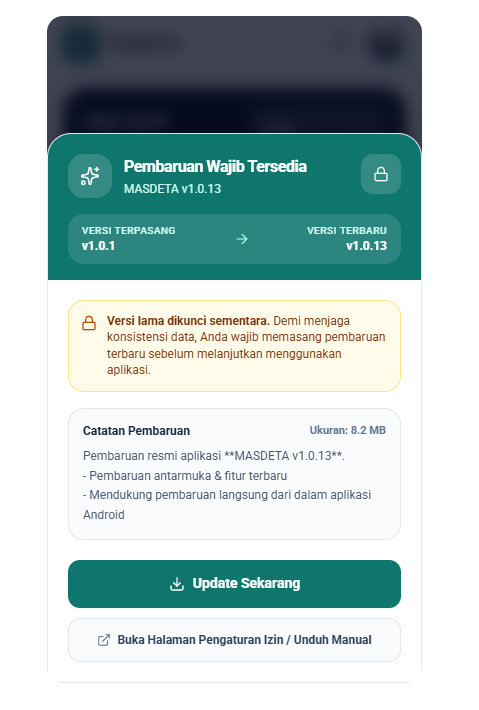 Pembaruan Wajib Tersedia
MASDETA v1.0.13
VERSI TERPASANG
v1.0.1
VERSI TERBARU
v1.0.13
Versi lama dikunci sementara. Demi menjaga
konsistensi data, Anda wajib memasang pembaruan
terbaru sebelum melanjutkan menggunakan
aplikasi.
Catatan Pembaruan
Ukuran: 8.2 MB
Pembaruan resmi aplikasi **MASDETA v1.0.13**.
- Pembaruan antarmuka & fitur terbaru
- Mendukung pembaruan langsung dari dalam aplikasi
Android
Update Sekarang
Buka Halaman Pengaturan Izin / Unduh Manual